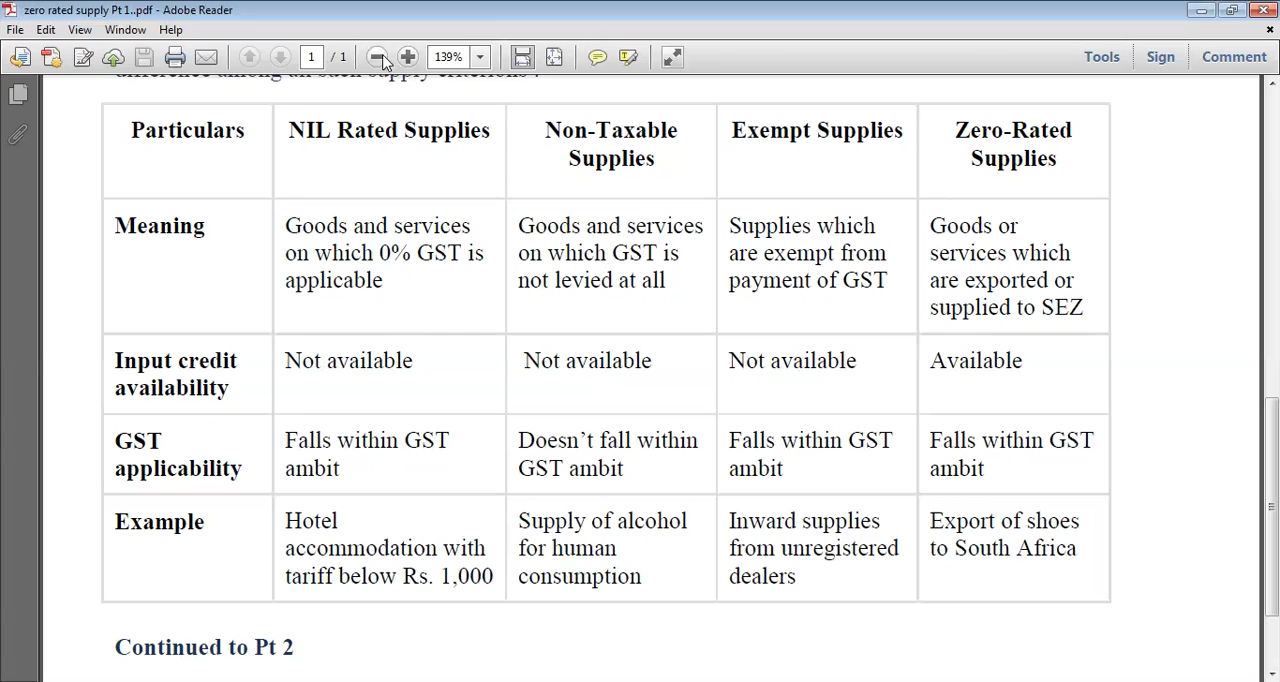 zero rated supply Pt 1..pdf - Adobe Reader
File Edit View Window Help
1 / 1 139% Tools Sign Comment
Particulars NIL Rated Supplies Non-Taxable Supplies Exempt Supplies Zero-Rated Supplies
Meaning
Goods and services
on which 0% GST is
applicable
Goods and services
on which GST is
not levied at all
Supplies which
are exempt from
payment of GST
Goods or
services which
are exported or
supplied to SEZ
Input credit
availability
Not available
Not available
Not available
Available
GST
applicability
Falls within GST
ambit
Doesn’t fall within
GST ambit
Falls within GST
ambit
Falls within GST
ambit
Example
Hotel
accommodation with
tariff below Rs. 1,000
Supply of alcohol
for human
consumption
Inward supplies
from unregistered
dealers
Export of shoes
to South Africa
Continued to Pt 2